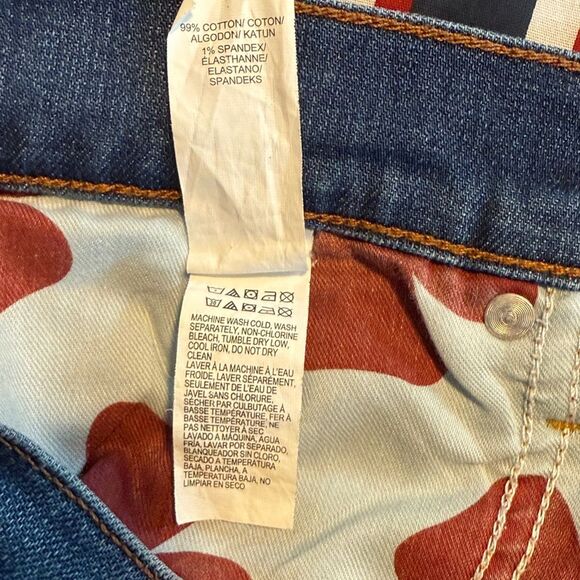 99% COTTON/ COTON/
ALGODON/ KATUN
1% SPANDEX/
ÉLASTHANNE/
ELASTANO/
SPANDEKS
MACHINE WASH COLD, WASH
SEPARATELY, NON-CHLORINE
BLEACH, TUMBLE DRY LOW,
COOL IRON, DO NOT DRY
CLEAN
LAVER À LA MACHINE À L'EAU
FROIDE, LAVER SÉPAREMENT,
SEULEMENT DE L'EAU DE
JAVEL SANS CHLORURE,
SÉCHER PAR CULBUTAGE À
BASSE TEMPÉRATURE, FER À
BASSE TEMPÉRATURE, NE
PAS NETTOYER À SEC
LAVADO A MÁQUINA, AGUA
FRÍA, LAVAR POR SEPARADO,
BLANQUEADOR SIN CLORO,
SECADO A TEMPERATURA
BAJA, PLANCHA, A
TEMPERATURA BAJA, NO
LIMPIAR EN SECO